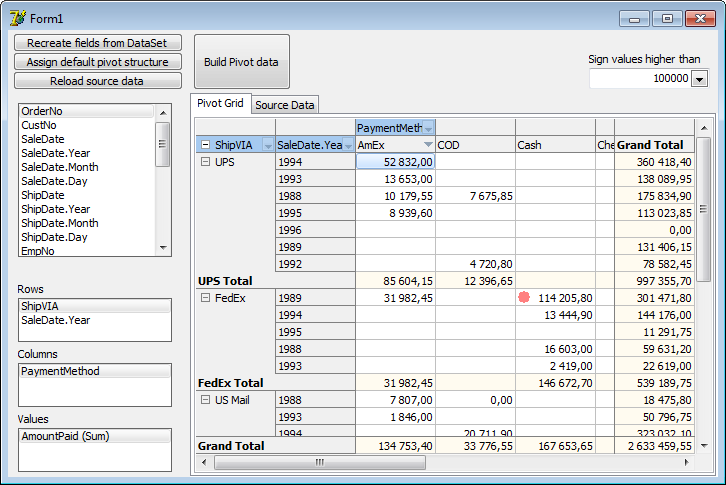 Form1
Recreate fields from DataSet
Assign default pivot structure
Reload source data
Build Pivot data
Sign values higher than
100000
OrderNo
CustNo
SaleDate
SaleDate.Year
SaleDate.Month
SaleDate.Day
ShipDate
ShipDate.Year
ShipDate.Month
ShipDate.Day
EmpNo
Rows
ShipVIA
SaleDate.Year
Columns
PaymentMethod
Values
AmountPaid (Sum)
Pivot Grid Source Data
PaymentMeth
ShipVIA SaleDate.Yea AmEx COD Cash Che Grand Total
UPS 1994 52 832,00 360 418,40
1993 13 653,00 138 089,95
1988 10 179,55 7 675,85 175 834,90
1995 8 939,60 113 023,85
1996 0,00
1989 131 406,15
1992 4 720,80 78 582,45
UPS Total 85 604,15 12 396,65 997 355,70
FedEx 1989 31 982,45 114 205,80 301 471,80
1994 13 444,90 144 176,00
1995 11 291,75
1988 16 603,00 59 631,20
1993 2 419,00 22 619,00
FedEx Total 31 982,45 146 672,70 539 189,75
US Mail 1988 7 807,00 0,00 18 475,80
1993 1 846,00 50 796,75
1994 20 711,90 323 032,10
Grand Total 134 753,40 33 776,55 167 653,65 2 633 459,55